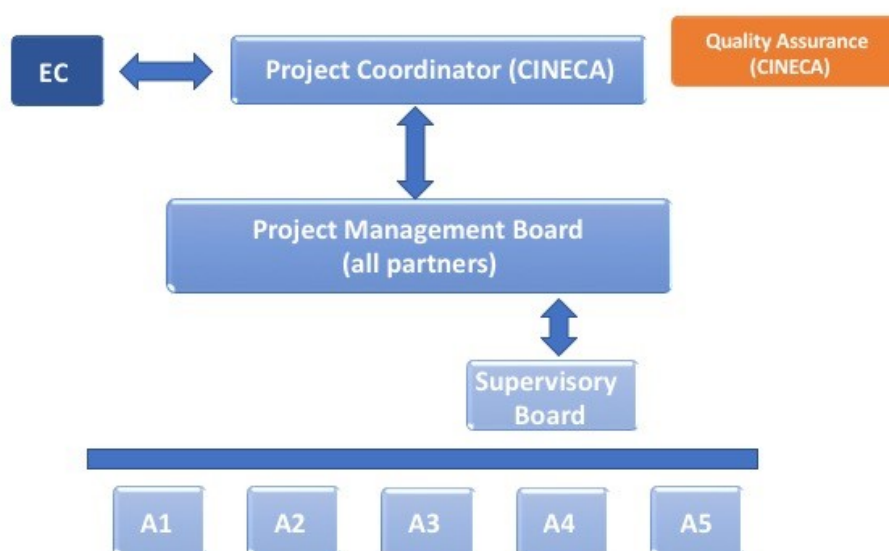 EC
Project Coordinator (CINECA)
Quality Assurance
(CINECA)
Project Management Board
(all partners)
Supervisory
Board
A1
A2
A3
A4
A5